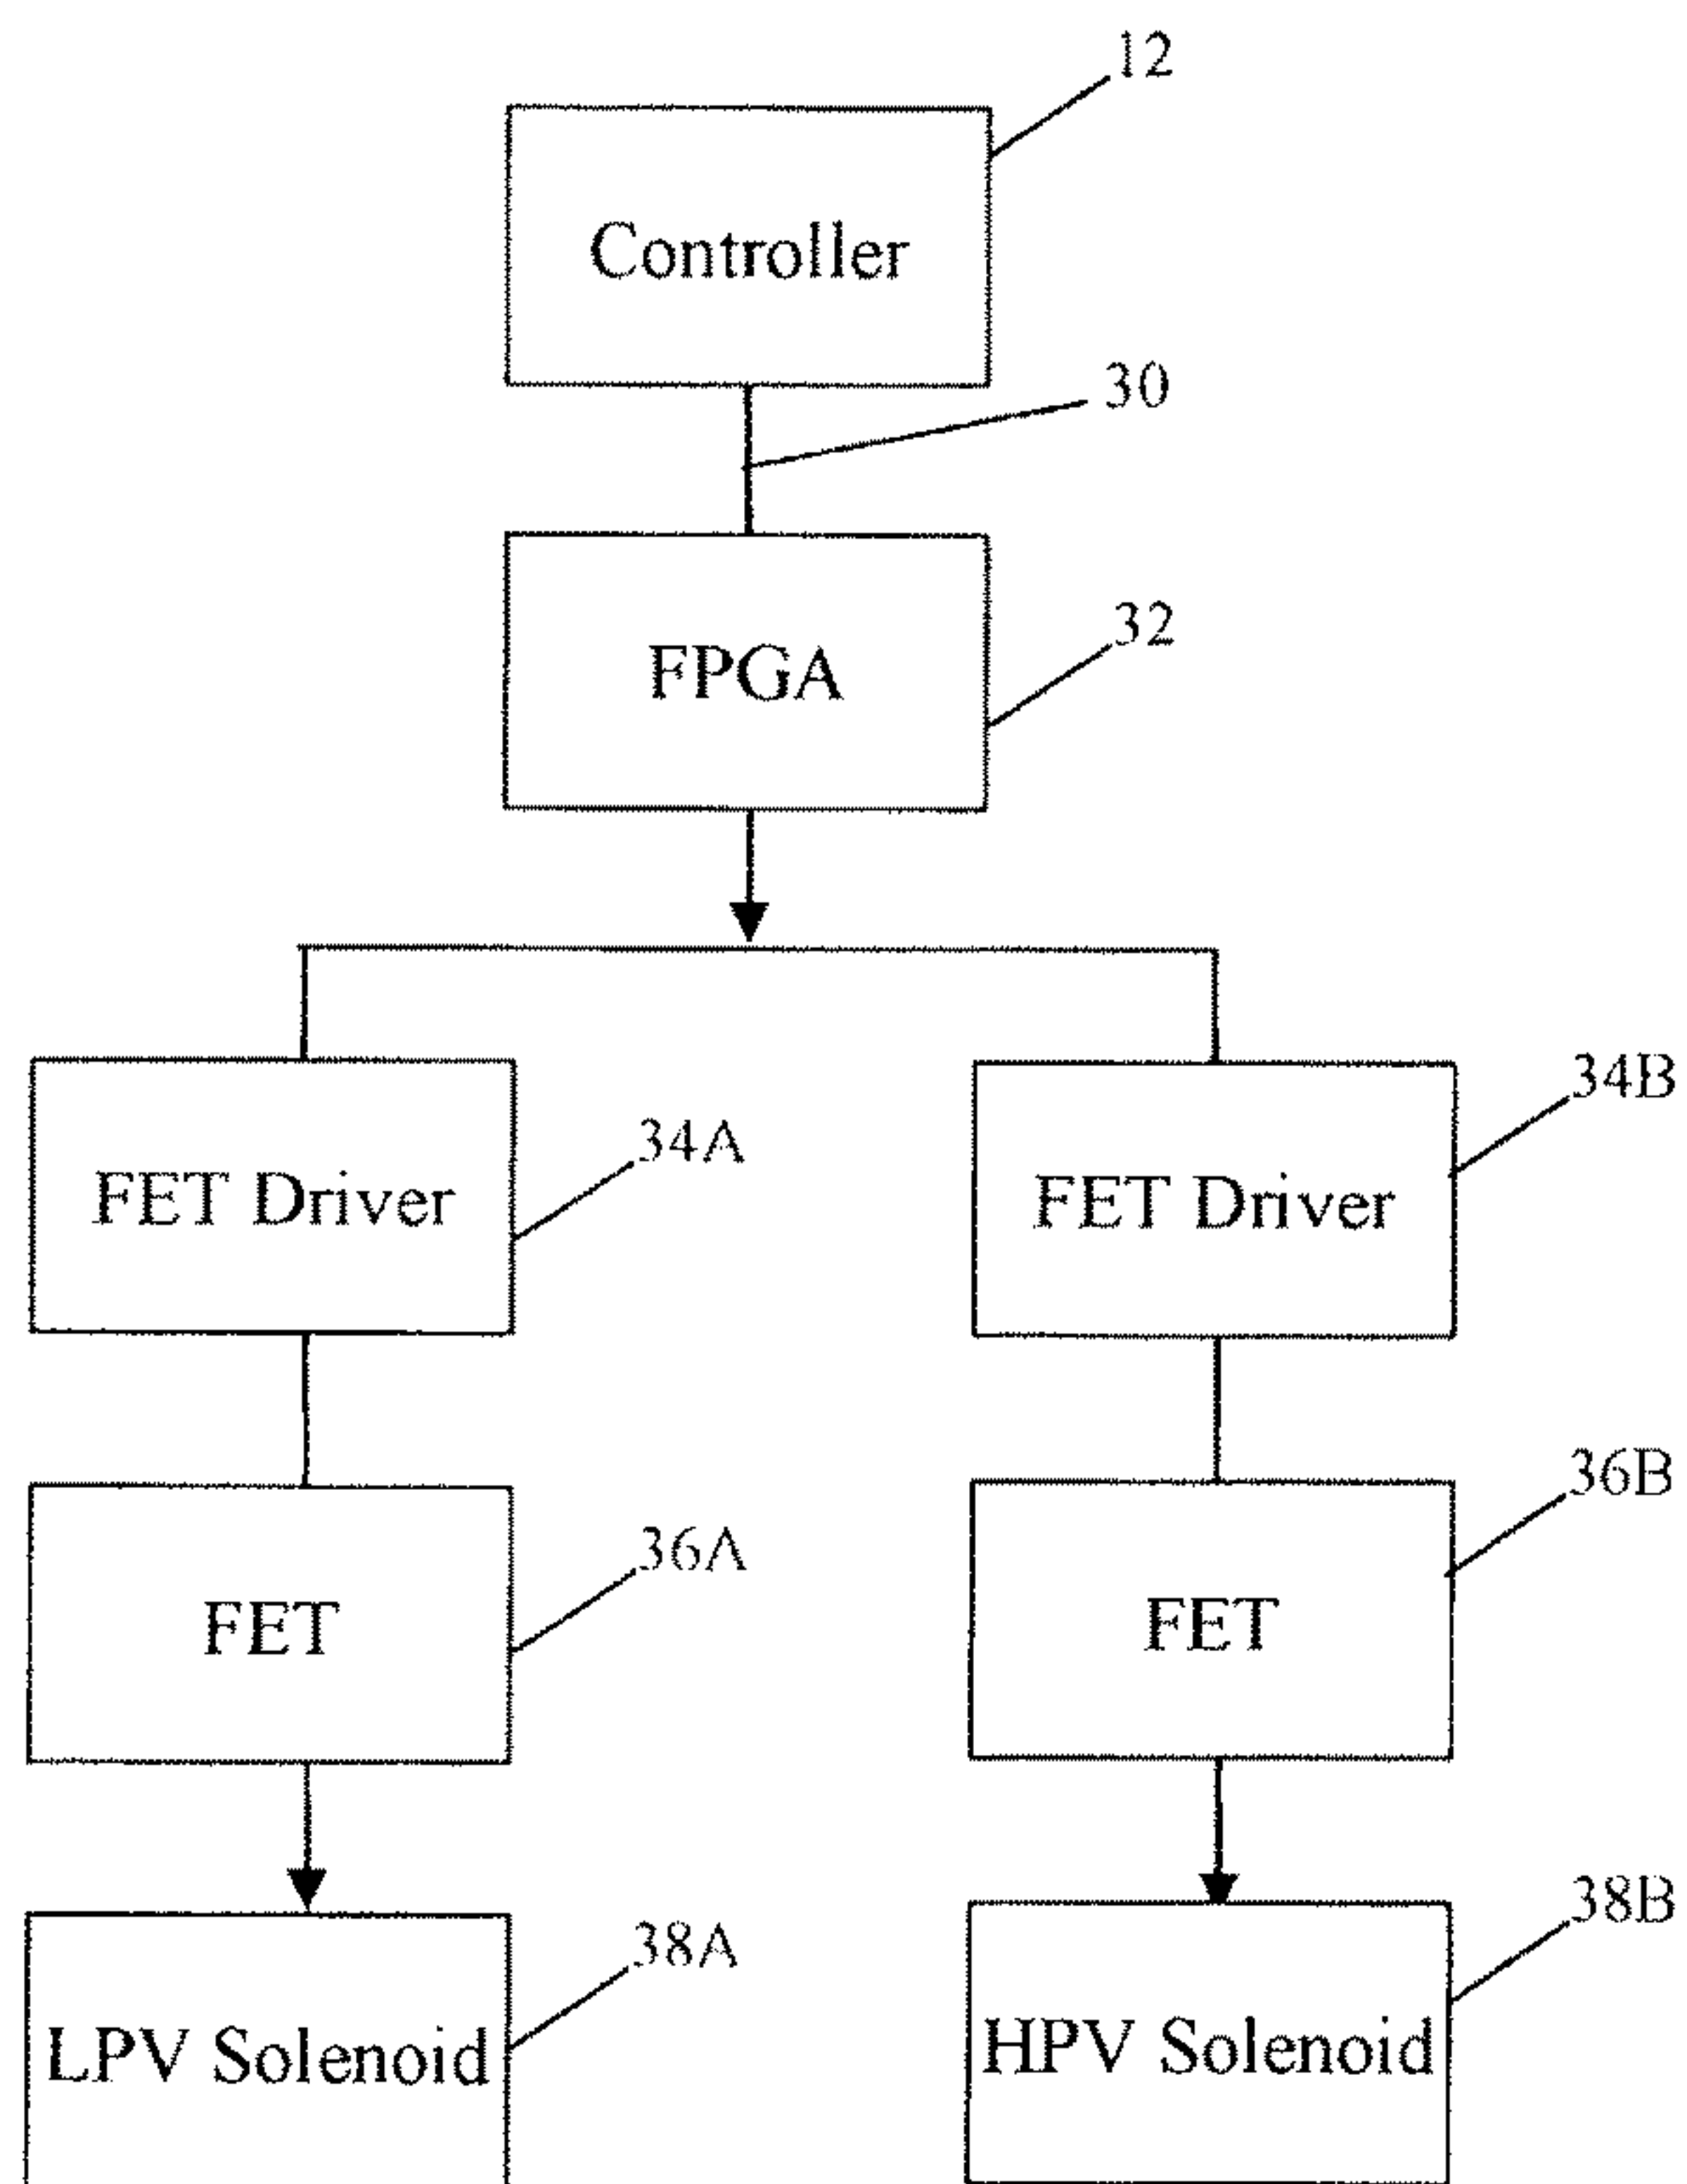 12
Controller
30
32
FPGA
34B
34A
FET Driver
FET Driver
36B
36A
FET
FET
38B
38A
LPV Solenoid
HPV Solenoid